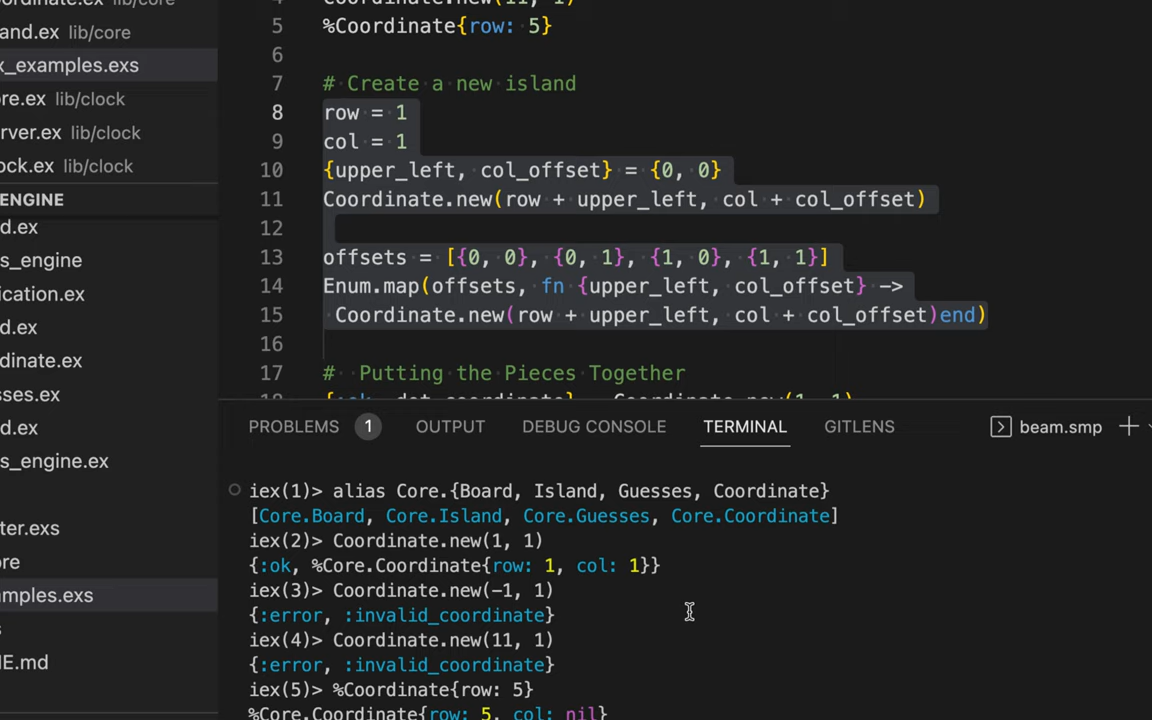 and.ex lib/core
x_examples.exs
ore.ex lib/clock
rver.ex lib/clock
ock.ex lib/clock
ENGINE
d.ex
s_engine
ication.ex
d.ex
dinate.ex
sses.ex
d.ex
s_engine.ex
ter.exs
ore
amples.exs
s
E.md
5 %Coordinate{row: 5}
6
7 # Create a new island
8 row = 1
9 col = 1
10 {upper_left, col_offset} = {0, 0}
11 Coordinate.new(row + upper_left, col + col_offset)
12
13 offsets = [{0, 0}, {0, 1}, {1, 0}, {1, 1}]
14 Enum.map(offsets, fn {upper_left, col_offset} ->
15 Coordinate.new(row + upper_left, col + col_offset)end)
16
17 # Putting the Pieces Together
PROBLEMS 1 OUTPUT DEBUG CONSOLE TERMINAL GITLENS beam.smp
iex(1)> alias Core.{Board, Island, Guesses, Coordinate}
[Core.Board, Core.Island, Core.Guesses, Core.Coordinate]
iex(2)> Coordinate.new(1, 1)
{:ok, %Core.Coordinate{row: 1, col: 1}}
iex(3)> Coordinate.new(-1, 1)
{:error, :invalid_coordinate}
iex(4)> Coordinate.new(11, 1)
{:error, :invalid_coordinate}
iex(5)> %Coordinate{row: 5}
%Core.Coordinate{row: 5, col: nil}